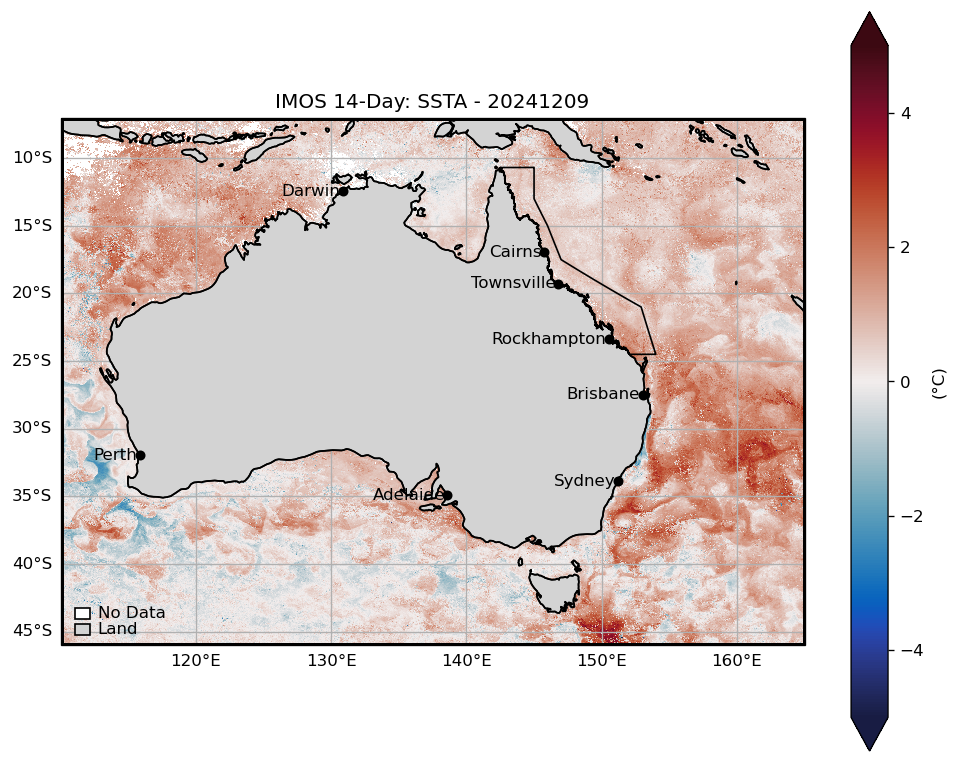 IMOS 14-Day: SSTA - 20241209
10°S
15°S
20°S
25°S
30°S
35°S
40°S
45°S
Darwin
Cairns
Townsville
Rockhampton
Brisbane
Perth
Sydney
Adelaide
No Data
Land
120°E 130°E 140°E 150°E 160°E
4
2
0
−2
−4
(°C)